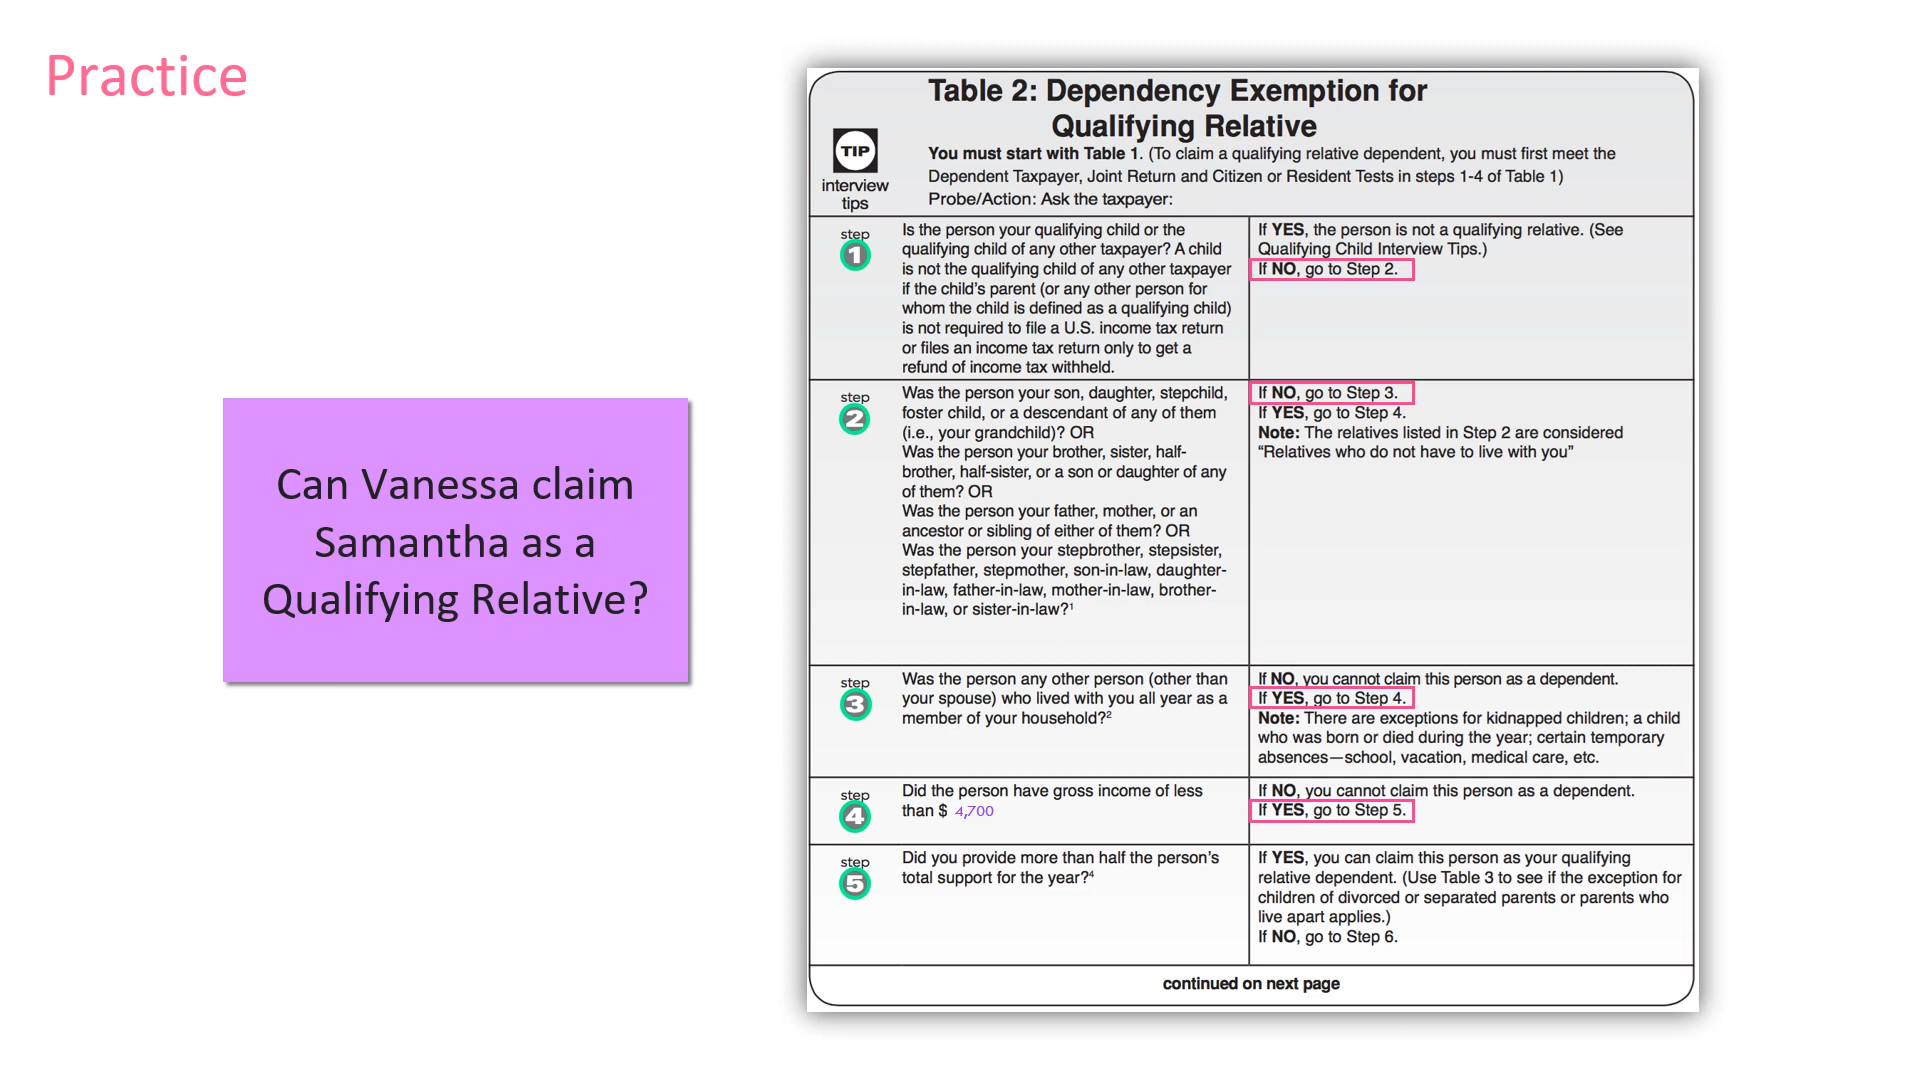 Practice
Can Vanessa claim
Samantha as a
Qualifying Relative?
Table 2: Dependency Exemption for
Qualifying Relative
TIP
interview
tips
You must start with Table 1. (To claim a qualifying relative dependent, you must first meet the
Dependent Taxpayer, Joint Return and Citizen or Resident Tests in steps 1-4 of Table 1)
Probe/Action: Ask the taxpayer:
step
1
Is the person your qualifying child or the
qualifying child of any other taxpayer? A child
is not the qualifying child of any other taxpayer
if the child's parent (or any other person for
whom the child is defined as a qualifying child)
is not required to file a U.S. income tax return
or files an income tax return only to get a
refund of income tax withheld.
If YES, the person is not a qualifying relative. (See
Qualifying Child Interview Tips.)
If NO, go to Step 2.
step
2
Was the person your son, daughter, stepchild,
foster child, or a descendant of any of them
(i.e., your grandchild)? OR
Was the person your brother, sister, half-
brother, half-sister, or a son or daughter of any
of them? OR
Was the person your father, mother, or an
ancestor or sibling of either of them? OR
Was the person your stepbrother, stepsister,
stepfather, stepmother, son-in-law, daughter-
in-law, father-in-law, mother-in-law, brother-
in-law, or sister-in-law?¹
If NO, go to Step 3.
If YES, go to Step 4.
Note: The relatives listed in Step 2 are considered
“Relatives who do not have to live with you”
step
3
Was the person any other person (other than
your spouse) who lived with you all year as a
member of your household?²
If NO, you cannot claim this person as a dependent.
If YES, go to Step 4.
Note: There are exceptions for kidnapped children; a child
who was born or died during the year; certain temporary
absences—school, vacation, medical care, etc.
step
4
Did the person have gross income of less
than $ 4,700
If NO, you cannot claim this person as a dependent.
If YES, go to Step 5.
step
5
Did you provide more than half the person's
total support for the year?⁴
If YES, you can claim this person as your qualifying
relative dependent. (Use Table 3 to see if the exception for
children of divorced or separated parents or parents who
live apart applies.)
If NO, go to Step 6.
continued on next page